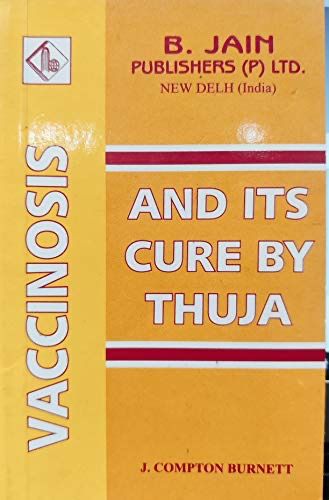 B. JAIN
PUBLISHERS (P) LTD.
NEW DELH (India)
VACCINOSIS
AND ITS
CURE BY
THUJA
J. COMPTON BURNETT